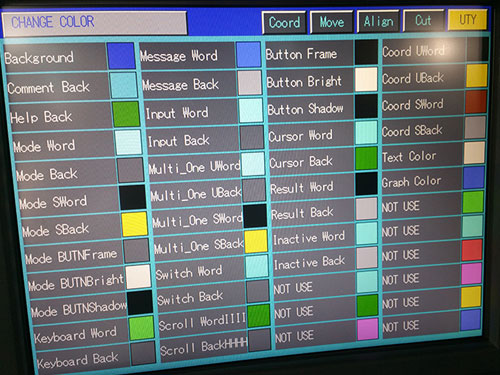 CHANGE COLOR
Coord
Move
Align
Cut
UTY
Background
Comment Back
Help Back
Mode Word
Mode Back
Mode SWord
Mode SBack
Mode BUTNFrame
Mode BUTNBright
Mode BUTNShadow
Keyboard Word
Keyboard Back
Message Word
Message Back
Input Word
Input Back
Multi_One UWord
Multi_One UBack
Multi_One SWord
Multi_One SBack
Switch Word
Switch Back
Scroll WordIIII
Scroll BackHHHH
Button Frame
Button Bright
Button Shadow
Cursor Word
Cursor Back
Result Word
Result Back
Inactive Word
Inactive Back
NOT USE
NOT USE
NOT USE
Coord UWord
Coord UBack
Coord SWord
Coord SBack
Text Color
Graph Color
NOT USE
NOT USE
NOT USE
NOT USE
NOT USE
NOT USE